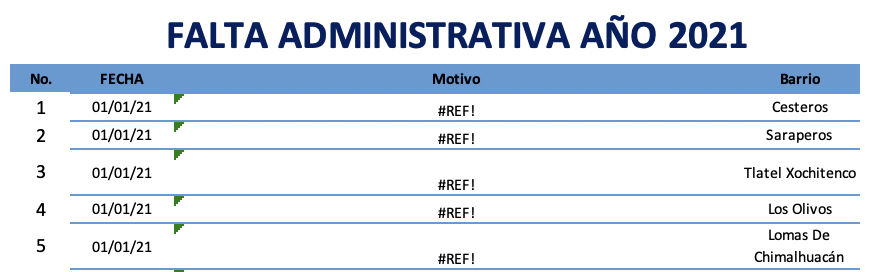 FALTA ADMINISTRATIVA AÑO 2021
No. FECHA Motivo Barrio
1 01/01/21 #REF! Cesteros
2 01/01/21 #REF! Saraperos
3 01/01/21 #REF! Tlatel Xochitenco
4 01/01/21 #REF! Los Olivos
5 01/01/21 #REF! Lomas De
Chimalhuacán